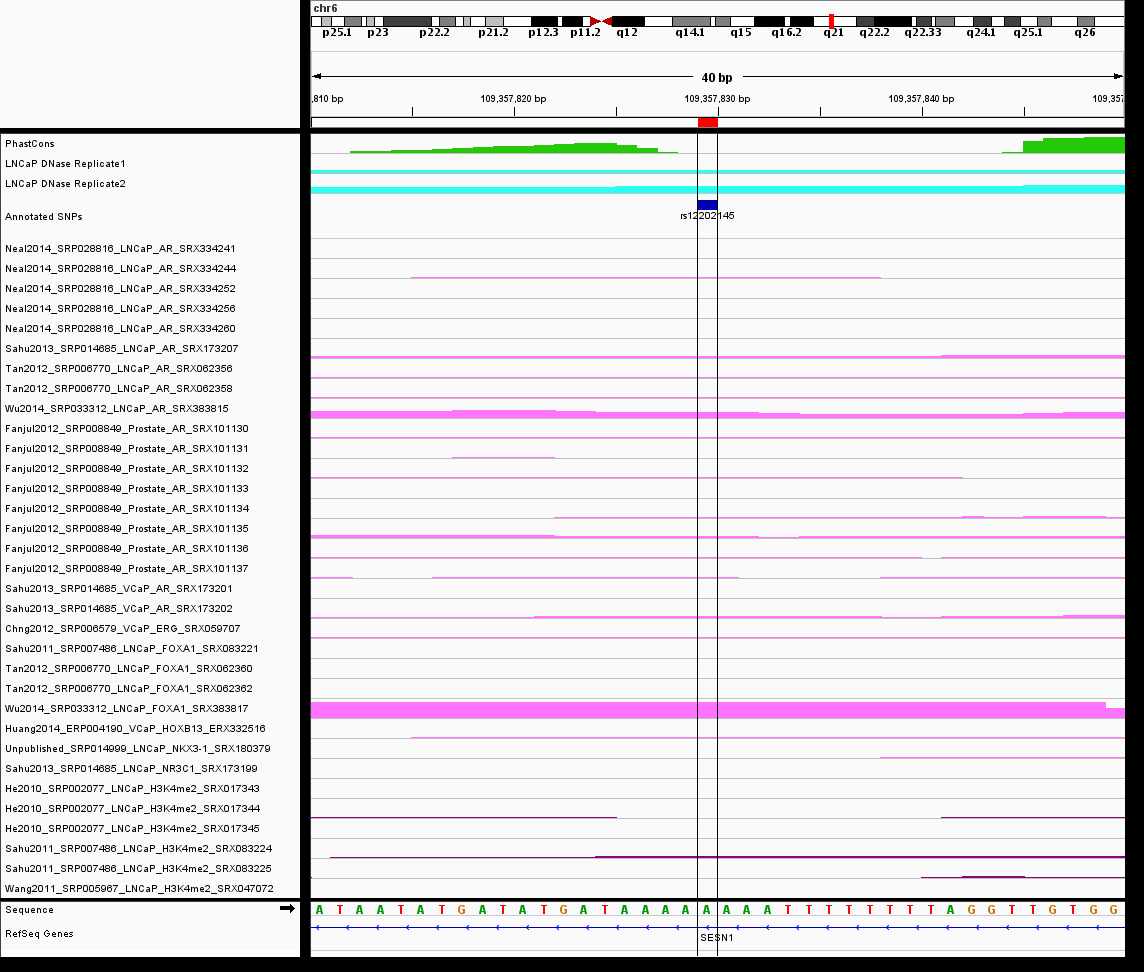 chr6
p25.1 p23 p22.2 p21.2 p12.3 p11.2 q12 q14.1 q15 q16.2 q21 q22.2 q22.33 q24.1 q25.1 q26
40 bp
,810 bp 109,357,820 bp 109,357,830 bp 109,357,840 bp 109,357
PhastCons
LNCaP DNase Replicate1
LNCaP DNase Replicate2
Annotated SNPs
rs12202145
Neal2014_SRP028816_LNCaP_AR_SRX334241
Neal2014_SRP028816_LNCaP_AR_SRX334244
Neal2014_SRP028816_LNCaP_AR_SRX334252
Neal2014_SRP028816_LNCaP_AR_SRX334256
Neal2014_SRP028816_LNCaP_AR_SRX334260
Sahu2013_SRP014685_LNCaP_AR_SRX173207
Tan2012_SRP006770_LNCaP_AR_SRX062356
Tan2012_SRP006770_LNCaP_AR_SRX062358
Wu2014_SRP033312_LNCaP_AR_SRX383815
Fanjul2012_SRP008849_Prostate_AR_SRX101130
Fanjul2012_SRP008849_Prostate_AR_SRX101131
Fanjul2012_SRP008849_Prostate_AR_SRX101132
Fanjul2012_SRP008849_Prostate_AR_SRX101133
Fanjul2012_SRP008849_Prostate_AR_SRX101134
Fanjul2012_SRP008849_Prostate_AR_SRX101135
Fanjul2012_SRP008849_Prostate_AR_SRX101136
Fanjul2012_SRP008849_Prostate_AR_SRX101137
Sahu2013_SRP014685_VCaP_AR_SRX173201
Sahu2013_SRP014685_VCaP_AR_SRX173202
Chng2012_SRP006579_VCaP_ERG_SRX059707
Sahu2011_SRP007486_LNCaP_FOXA1_SRX083221
Tan2012_SRP006770_LNCaP_FOXA1_SRX062360
Tan2012_SRP006770_LNCaP_FOXA1_SRX062362
Wu2014_SRP033312_LNCaP_FOXA1_SRX383817
Huang2014_ERP004190_VCaP_HOXB13_ERX332516
Unpublished_SRP014999_LNCaP_NKX3-1_SRX180379
Sahu2013_SRP014685_LNCaP_NR3C1_SRX173199
He2010_SRP002077_LNCaP_H3K4me2_SRX017343
He2010_SRP002077_LNCaP_H3K4me2_SRX017344
He2010_SRP002077_LNCaP_H3K4me2_SRX017345
Sahu2011_SRP007486_LNCaP_H3K4me2_SRX083224
Sahu2011_SRP007486_LNCaP_H3K4me2_SRX083225
Wang2011_SRP005967_LNCaP_H3K4me2_SRX047072
Sequence A T A A T A T G A T A T G A T A A A A A A A A T T T T T T T T A G G T T G T G G
RefSeq Genes
SESN1